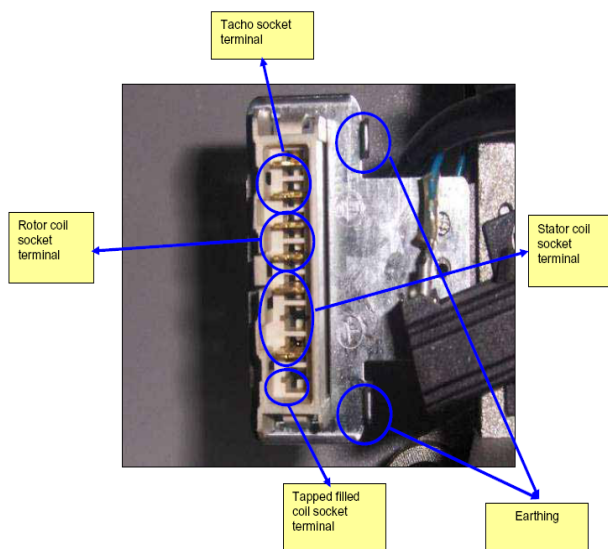 Tacho socket
terminal
Rotor coil
socket
terminal
Stator coil
socket
terminal
Tapped filled
coil socket
terminal
Earthing